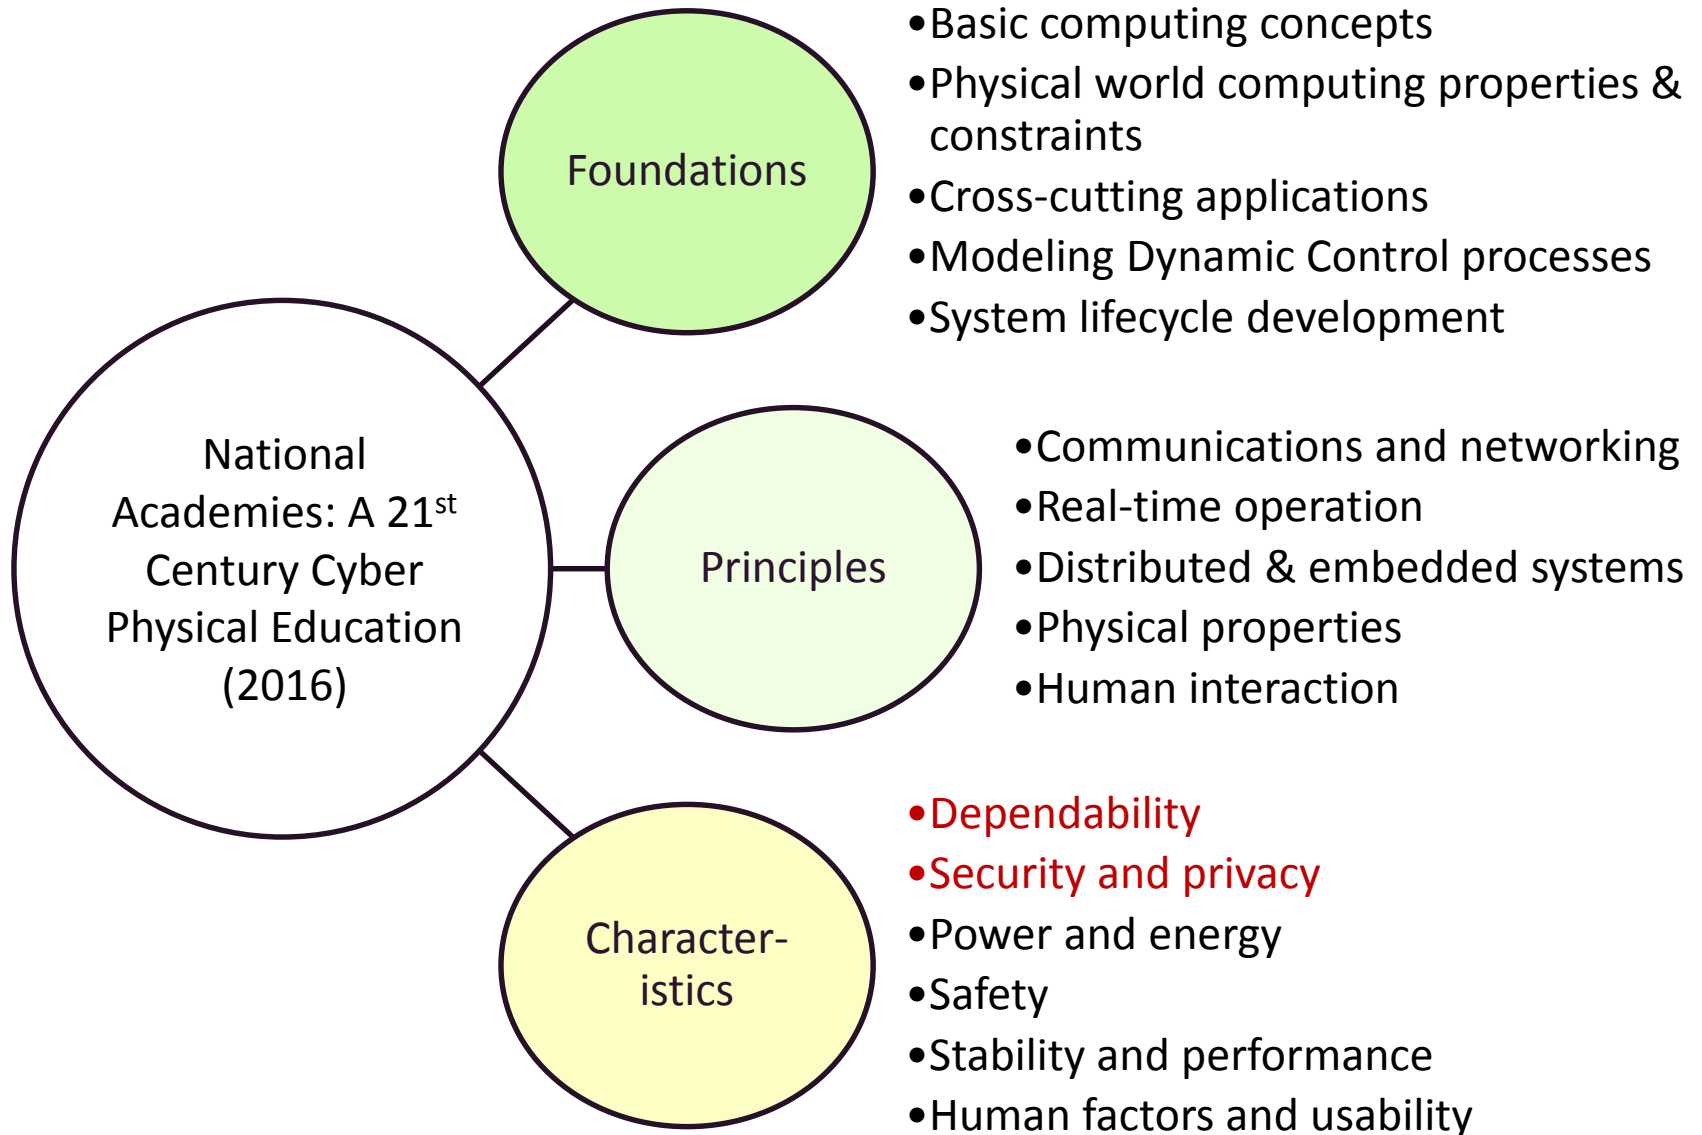 National
Academies: A 21st
Century Cyber
Physical Education
(2016)
Foundations
•Basic computing concepts
•Physical world computing properties &
constraints
•Cross-cutting applications
•Modeling Dynamic Control processes
•System lifecycle development
Principles
•Communications and networking
•Real-time operation
•Distributed & embedded systems
•Physical properties
•Human interaction
Character-
istics
•Dependability
•Security and privacy
•Power and energy
•Safety
•Stability and performance
•Human factors and usability